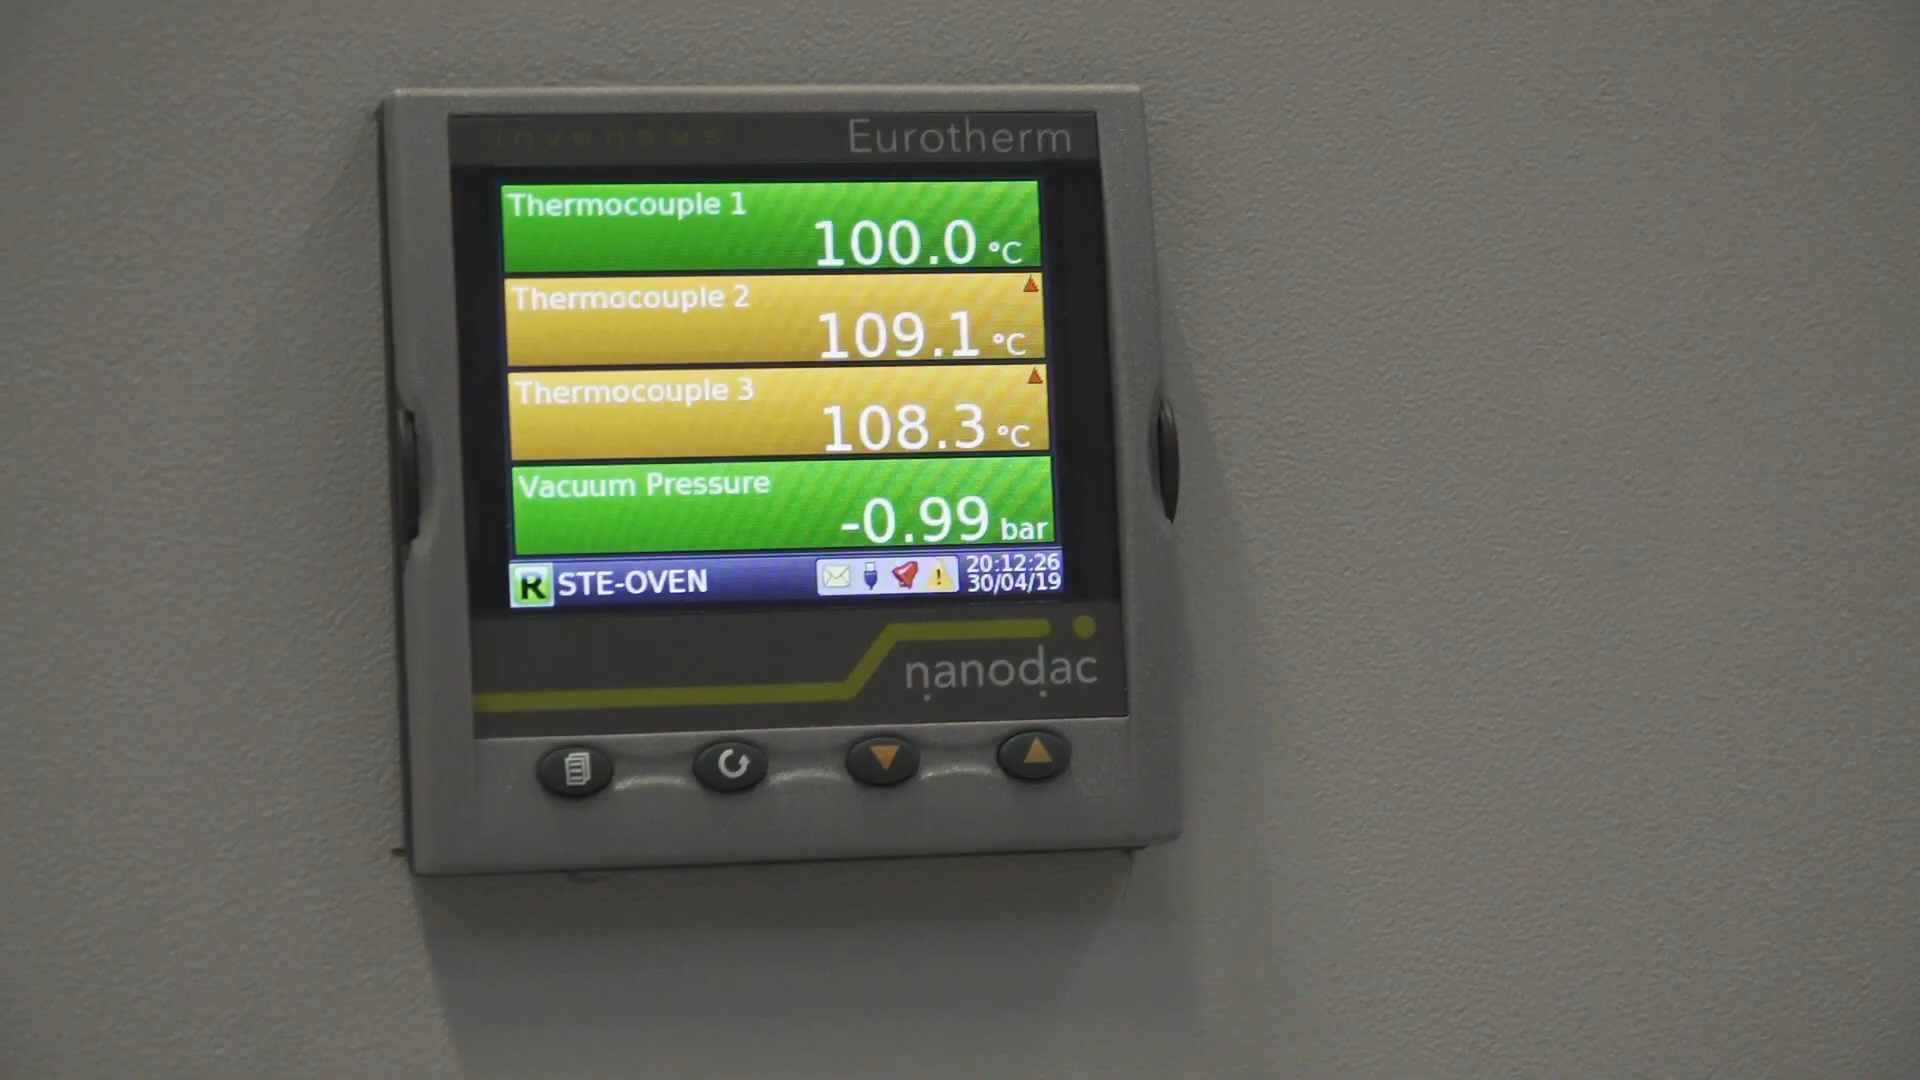 invensys
Eurotherm
Thermocouple 1
100.0 °C
Thermocouple 2
109.1 °C
Thermocouple 3
108.3 °C
Vacuum Pressure
-0.99 bar
R STE-OVEN
20:12:26
30/04/19
nanodac